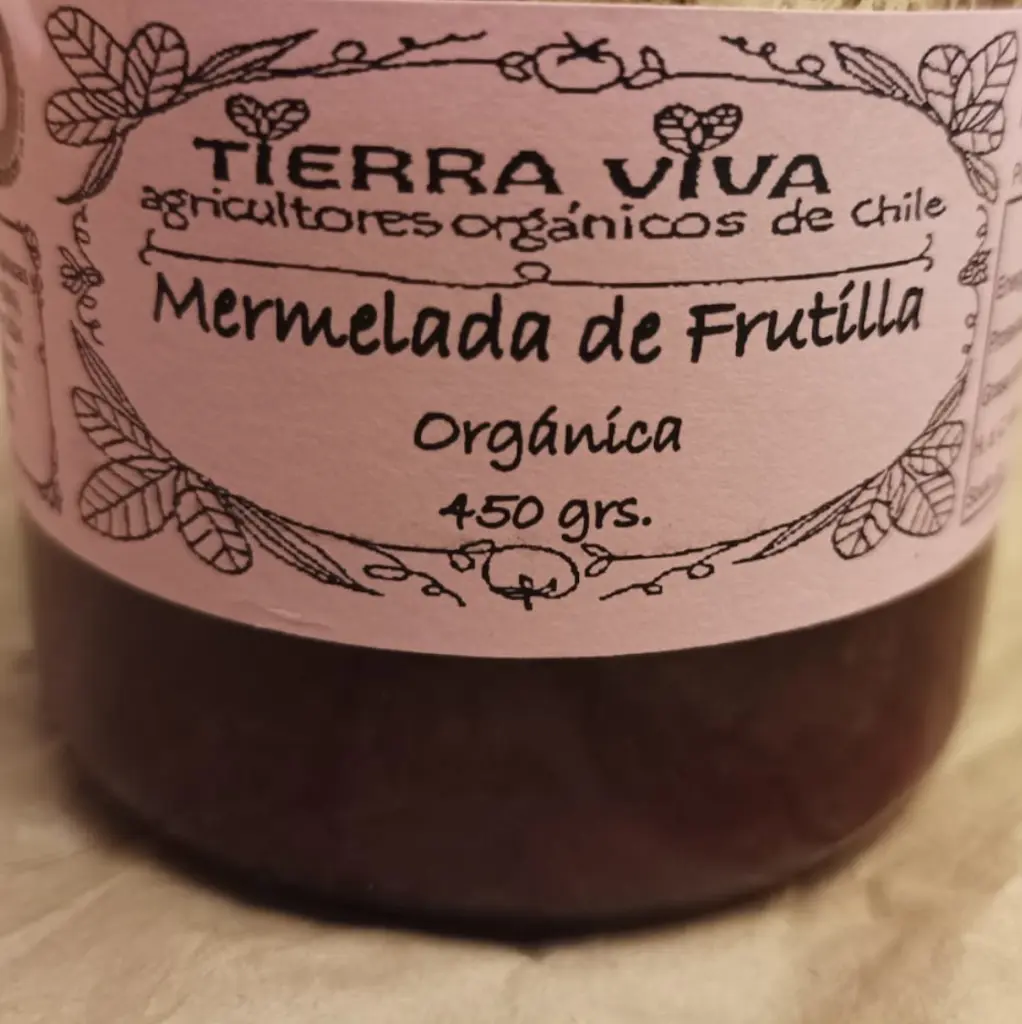 TIERRA VIVA
agricultores orgánicos de Chile
Mermelada de Frutilla
Orgánica
450 grs.